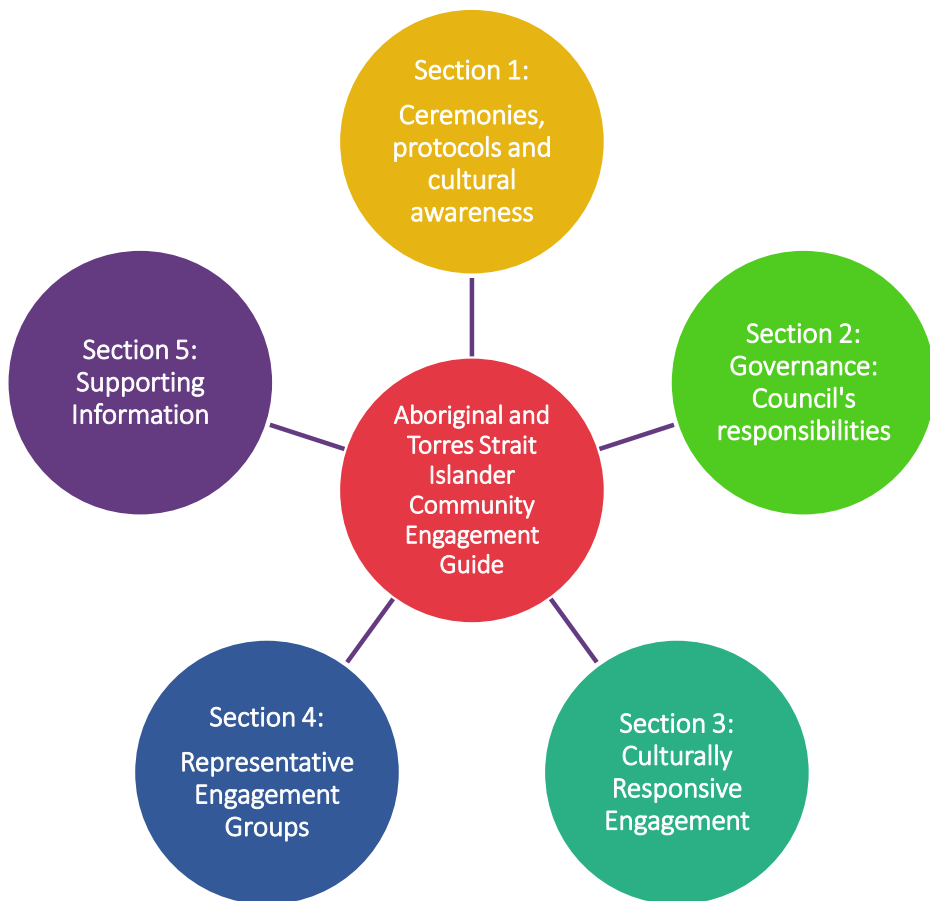 Section 1:
Ceremonies,
protocols and
cultural
awareness
Section 2:
Governance:
Council's
responsibilities
Section 3:
Culturally
Responsive
Engagement
Section 4:
Representative
Engagement
Groups
Section 5:
Supporting
Information
Aboriginal and
Torres Strait
Islander
Community
Engagement
Guide